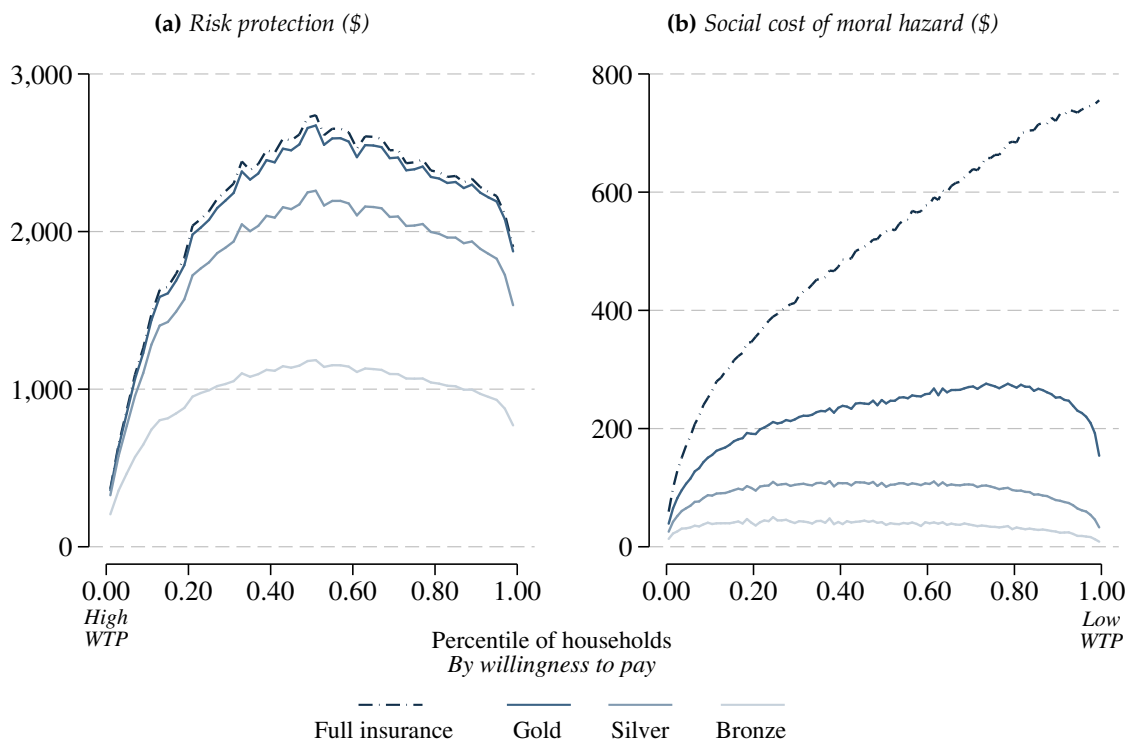 (a) Risk protection ($)
3,000
2,000
1,000
0
0.00 0.20 0.40 0.60 0.80 1.00
High
WTP
(b) Social cost of moral hazard ($)
800
600
400
200
0
0.00 0.20 0.40 0.60 0.80 1.00
Low
WTP
Percentile of households
By willingness to pay
Full insurance Gold Silver Bronze